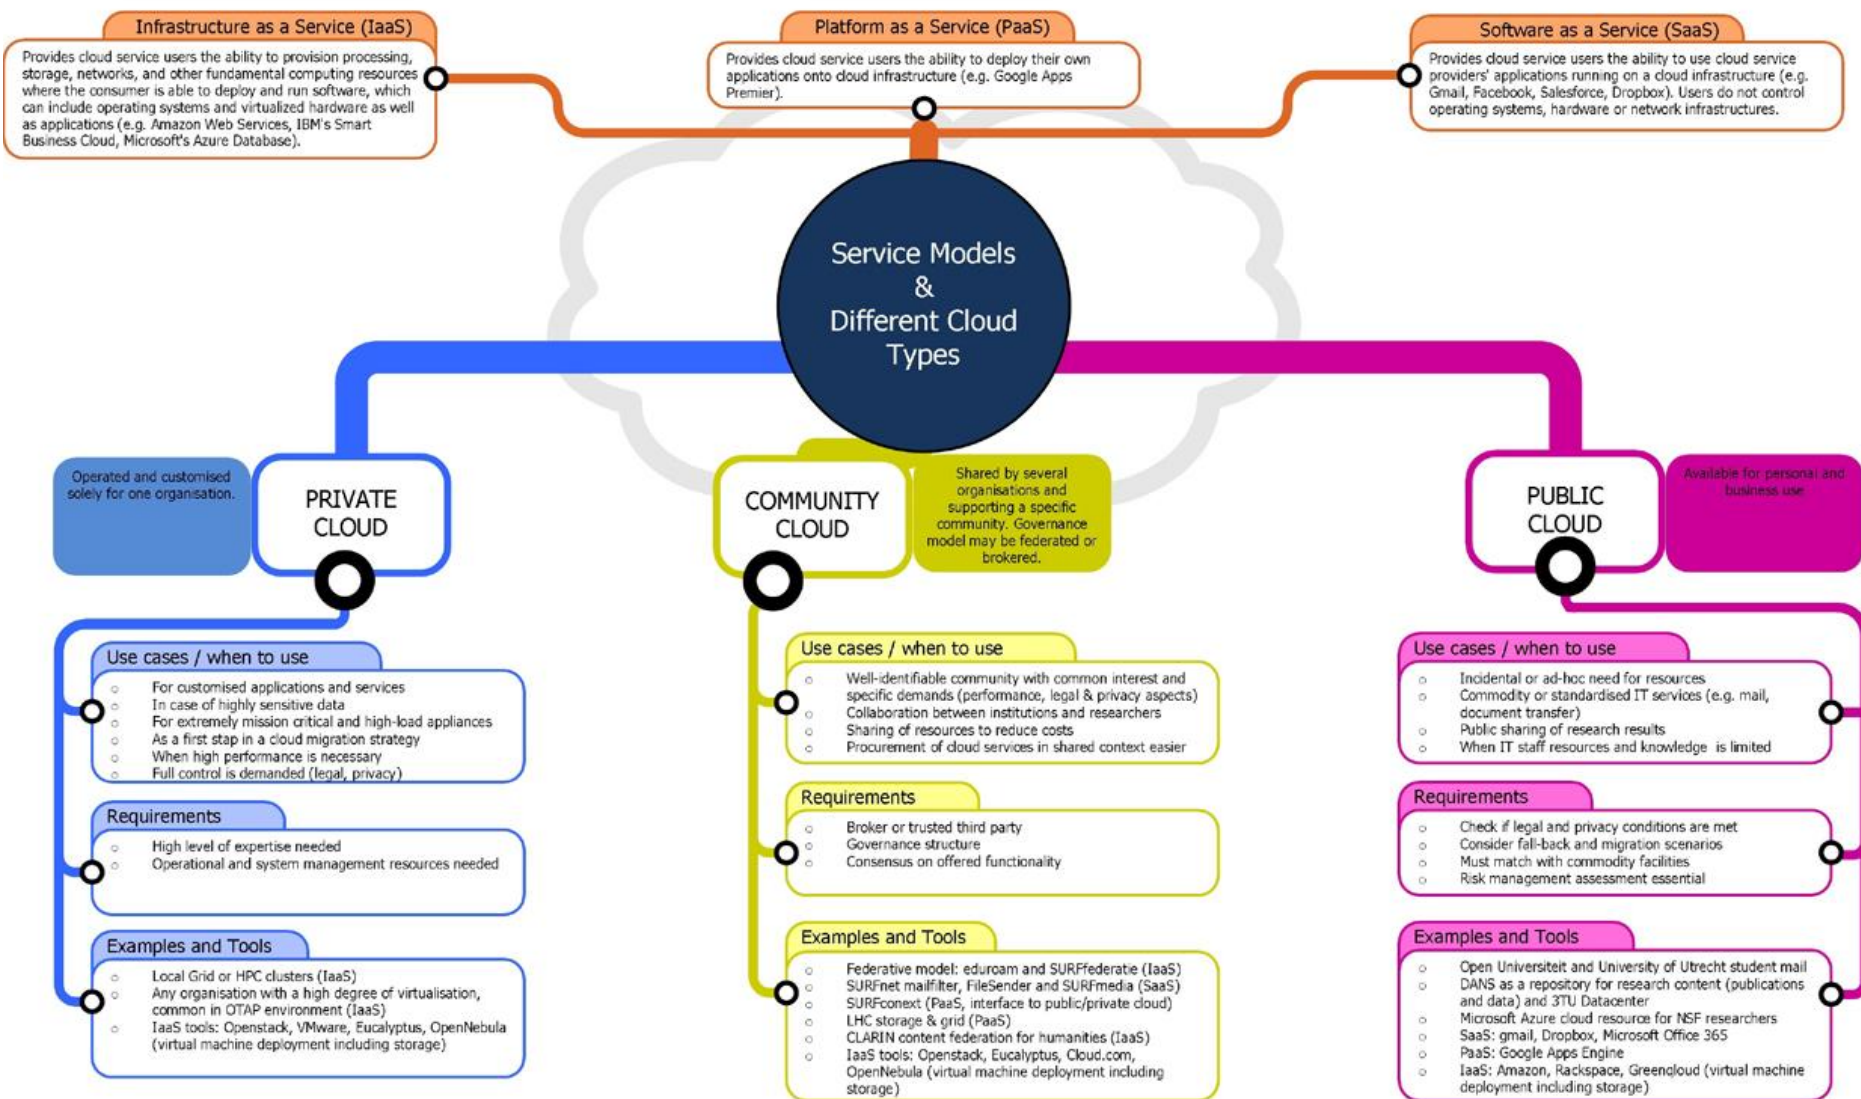 Infrastructure as a Service (IaaS)
Provides cloud service users the ability to provision processing,
storage, networks, and other fundamental computing resources
where the consumer is able to deploy and run software, which
can include operating systems and virtualized hardware as well
as applications (e.g. Amazon Web Services, IBM's Smart
Business Cloud, Microsoft's Azure Database).
Platform as a Service (PaaS)
Provides cloud service users the ability to deploy their own
applications onto cloud infrastructure (e.g. Google Apps
Premier).
Software as a Service (SaaS)
Provides cloud service users the ability to use cloud service
providers' applications running on a cloud infrastructure (e.g.
Gmail, Facebook, Salesforce, Dropbox). Users do not control
operating systems, hardware or network infrastructures.
Service Models
&
Different Cloud
Types
Operated and customised
solely for one organisation.
PRIVATE
CLOUD
Use cases / when to use
For customised applications and services
In case of highly sensitive data
For extremely mission critical and high-load appliances
As a first stap in a cloud migration strategy
When high performance is necessary
Full control is demanded (legal, privacy)
Requirements
High level of expertise needed
Operational and system management resources needed
Examples and Tools
Local Grid or HPC clusters (IaaS)
Any organisation with a high degree of virtualisation,
common in OTAP environment (IaaS)
IaaS tools: Openstack, VMware, Eucalyptus, OpenNebula
(virtual machine deployment including storage)
COMMUNITY
CLOUD
Shared by several
organisations and
supporting a specific
community. Governance
model may be federated or
brokered.
Use cases / when to use
Well-identifiable community with common interest and
specific demands (performance, legal & privacy aspects)
Collaboration between institutions and researchers
Sharing of resources to reduce costs
Procurement of cloud services in shared context easier
Requirements
Broker or trusted third party
Governance structure
Consensus on offered functionality
Examples and Tools
Federative model: eduroam and SURFfederatie (IaaS)
SURFnet mailfilter, FileSender and SURFmedia (SaaS)
SURFconext (PaaS, interface to public/private cloud)
LHC storage & grid (PaaS)
CLARIN content federation for humanities (IaaS)
IaaS tools: Openstack, Eucalyptus, Cloud.com,
OpenNebula (virtual machine deployment including
storage)
PUBLIC
CLOUD
Available for personal and
business use
Use cases / when to use
Incidental or ad-hoc need for resources
Commodity or standardised IT services (e.g. mail,
document transfer)
Public sharing of research results
When IT staff resources and knowledge is limited
Requirements
Check if legal and privacy conditions are met
Consider fall-back and migration scenarios
Must match with commodity facilities
Risk management assessment essential
Examples and Tools
Open Universiteit and University of Utrecht student mail
DANS as a repository for research content (publications
and data) and 3TU Datacenter
Microsoft Azure cloud resource for NSF researchers
SaaS: gmail, Dropbox, Microsoft Office 365
PaaS: Google Apps Engine
IaaS: Amazon, Rackspace, Greenqloud (virtual machine
deployment including storage)